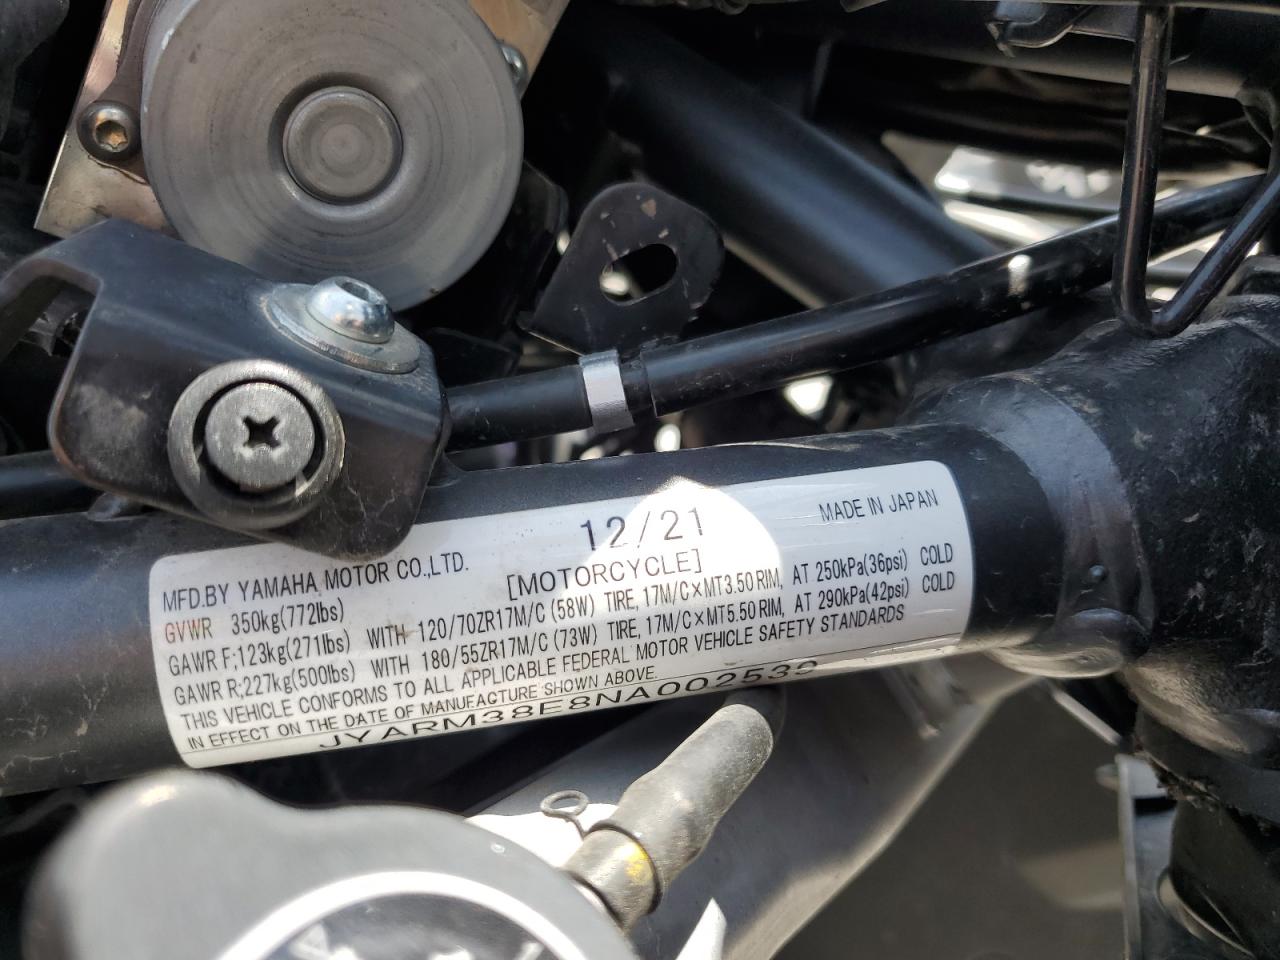 12/21
MADE IN JAPAN
MFD.BY YAMAHA MOTOR CO.,LTD.
[MOTORCYCLE]
GVWR 350kg(772lbs)
GAWR F;123kg(271lbs) WITH 120/70ZR17M/C (58W) TIRE, 17M/C×MT3.50 RIM, AT 250kPa(36psi) COLD
GAWR R;227kg(500lbs) WITH 180/55ZR17M/C (73W) TIRE, 17M/C×MT5.50 RIM, AT 290kPa(42psi) COLD
THIS VEHICLE CONFORMS TO ALL APPLICABLE FEDERAL MOTOR VEHICLE SAFETY STANDARDS
IN EFFECT ON THE DATE OF MANUFACTURE SHOWN ABOVE.
JYARM38E8NA002539